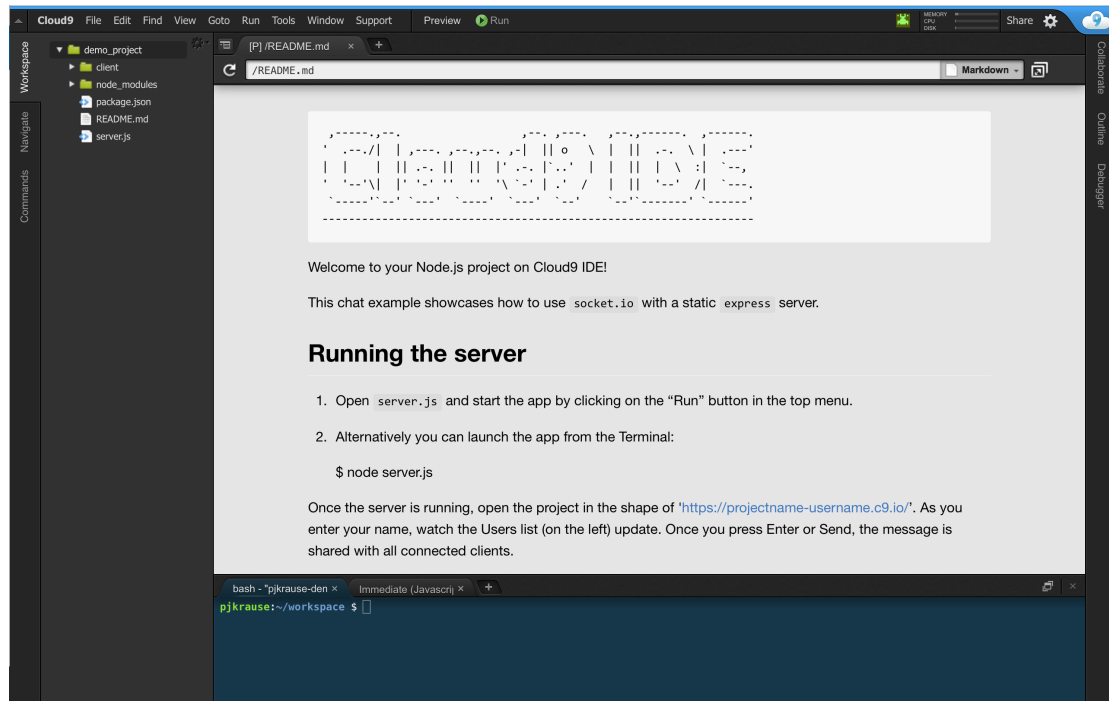 Cloud9 File Edit Find View Goto Run Tools Window Support Preview Run MEMORY CPU DISK Share
Workspace
Navigate
Commands
demo_project
client
node_modules
package.json
README.md
server.js
[P] /README.md × +
/README.md Markdown
Welcome to your Node.js project on Cloud9 IDE!
This chat example showcases how to use socket.io with a static express server.
Running the server
1. Open server.js and start the app by clicking on the “Run” button in the top menu.
2. Alternatively you can launch the app from the Terminal:
$ node server.js
Once the server is running, open the project in the shape of 'https://projectname-username.c9.io/'. As you
enter your name, watch the Users list (on the left) update. Once you press Enter or Send, the message is
shared with all connected clients.
bash - "pjkrause-den × Immediate (Javascrip × +
pjkrause:~/workspace $
Collaborate
Outline
Debugger